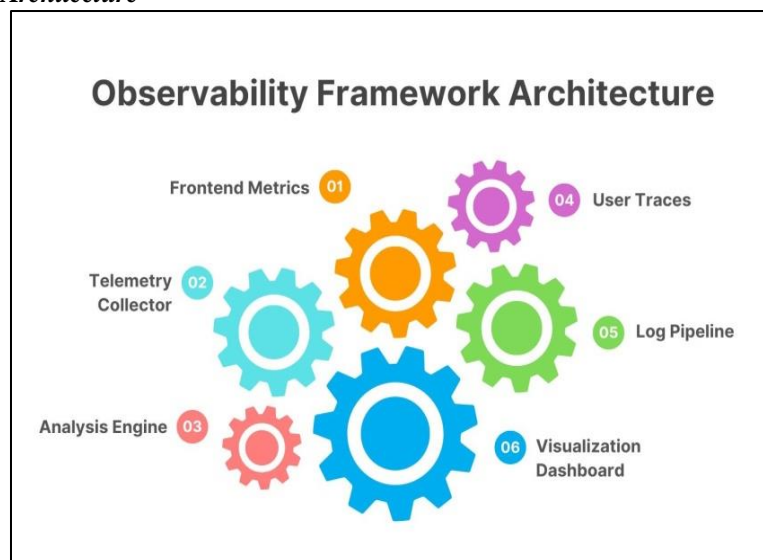 Architecture
Observability Framework Architecture
Frontend Metrics 01
02 Telemetry
Collector
Analysis Engine 03
04 User Traces
05 Log Pipeline
06 Visualization
Dashboard